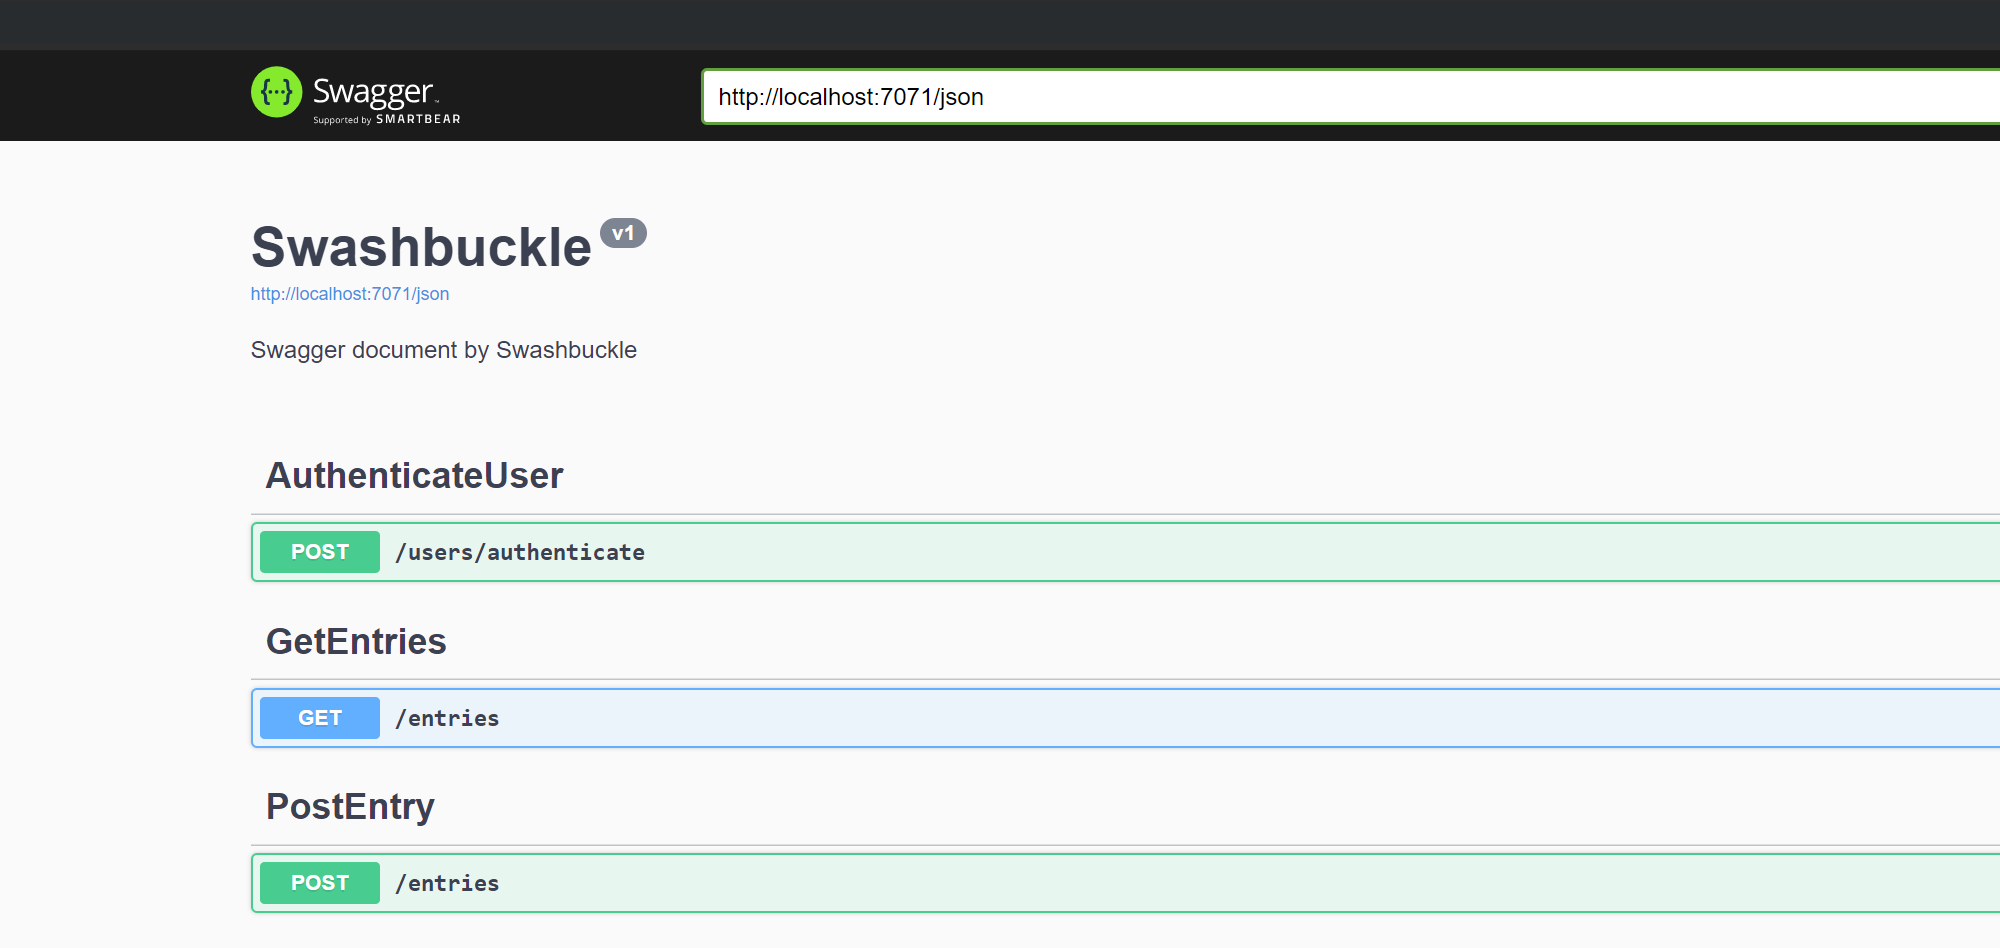 {...} Swagger™
Supported by SMARTBEAR
http://localhost:7071/json
Swashbuckle v1
http://localhost:7071/json
Swagger document by Swashbuckle
AuthenticateUser
POST /users/authenticate
GetEntries
GET /entries
PostEntry
POST /entries